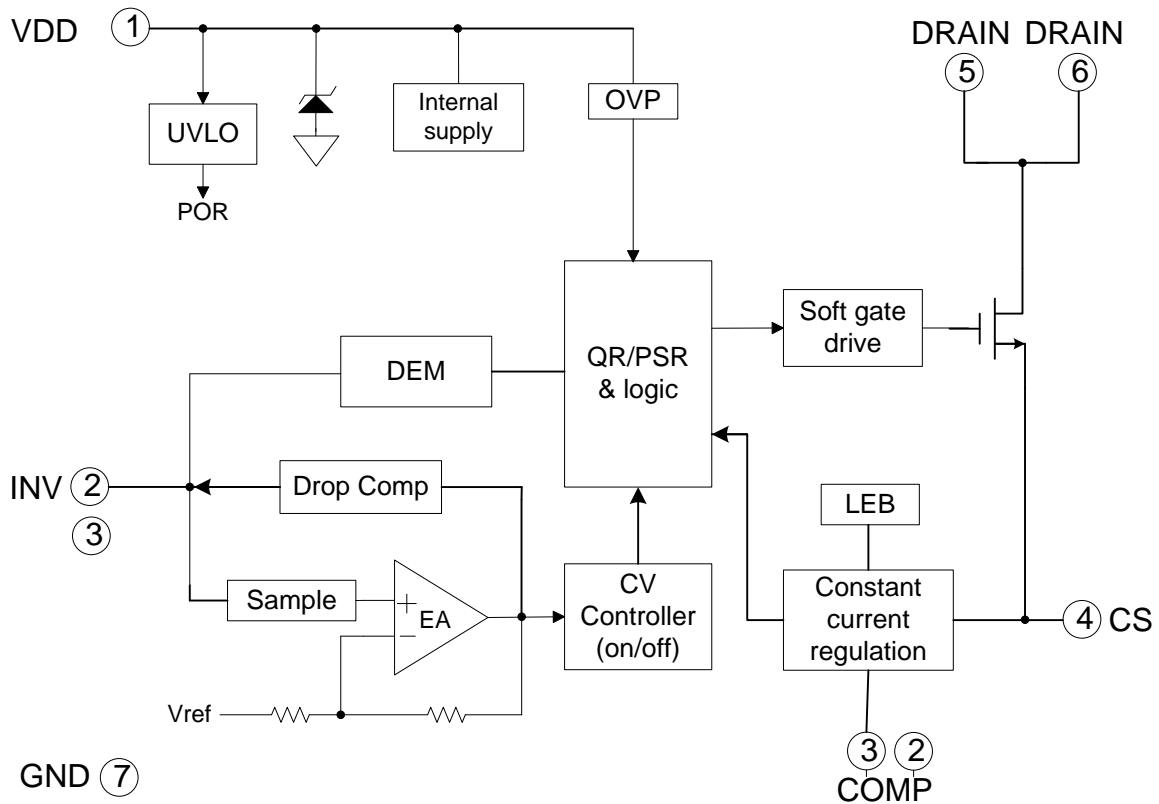 VDD 1
DRAIN DRAIN
5 6
UVLO
Internal
supply
OVP
POR
DEM
QR/PSR
& logic
Soft gate
drive
INV 2
3
Drop Comp
LEB
Sample
+
EA
−
CV
Controller
(on/off)
Constant
current
regulation
4 CS
Vref
GND 7
3 2
COMP